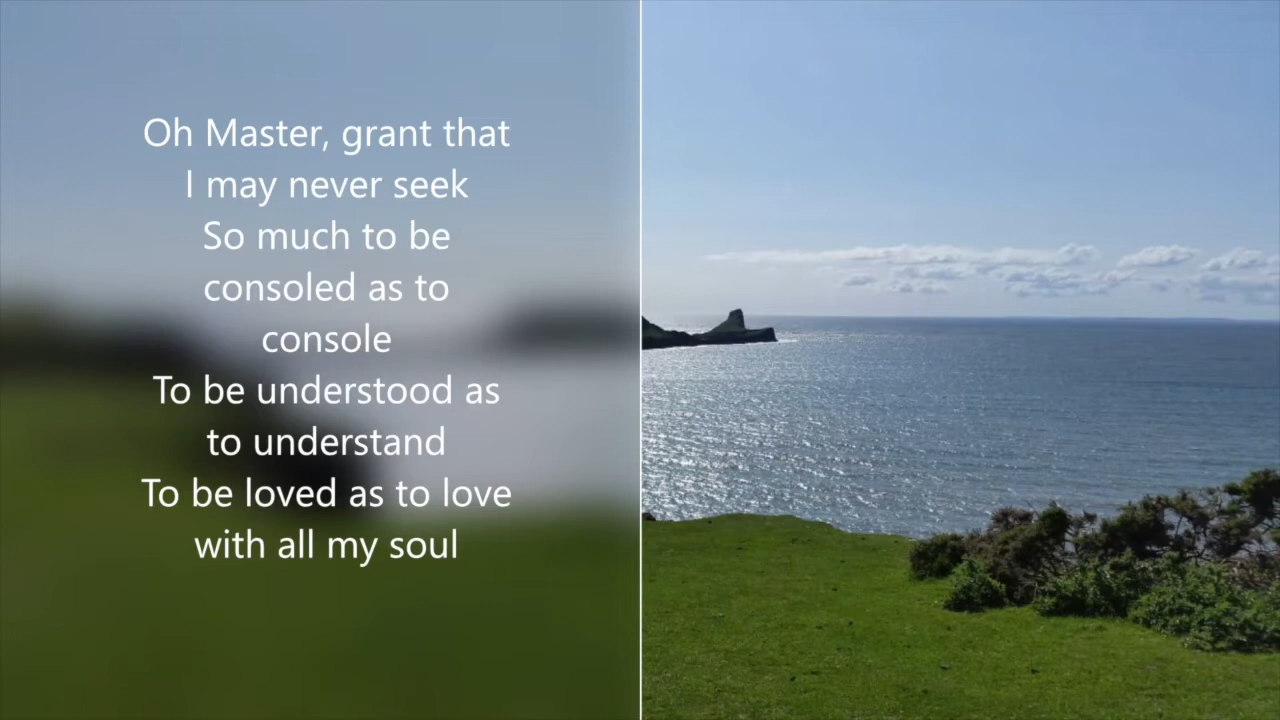 Oh Master, grant that
I may never seek
So much to be
consoled as to
console
To be understood as
to understand
To be loved as to love
with all my soul